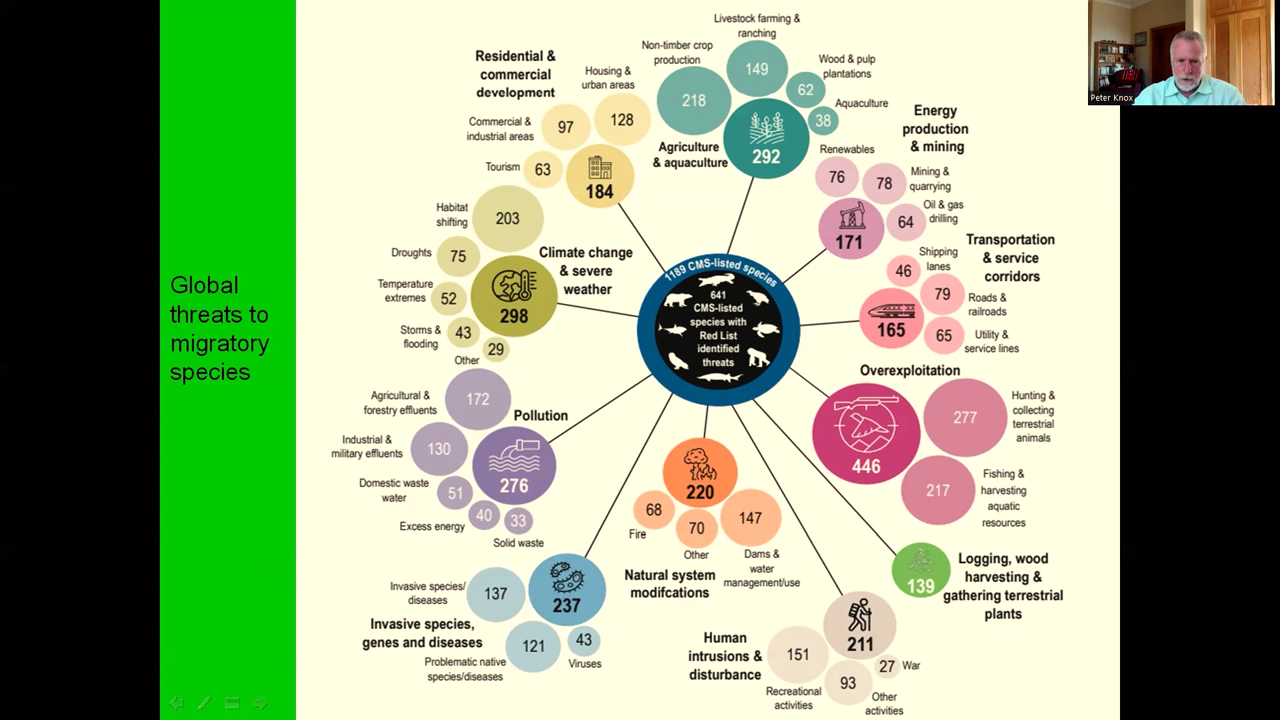 Global
threats to
migratory
species
Peter Knox
1189 CMS-listed species
641
CMS-listed
species with
Red List
identified
threats
Residential &
commercial
development
Housing &
urban areas
128
Commercial &
industrial areas
97
Tourism
63
184
Non-timber crop
production
218
Livestock farming &
ranching
149
Wood & pulp
plantations
62
Aquaculture
38
Agriculture
& aquaculture
292
Energy
production
& mining
Renewables
76
Mining &
quarrying
78
Oil & gas
drilling
64
171
Transportation
& service
corridors
Shipping
lanes
46
Roads &
railroads
79
Utility &
service lines
65
165
Overexploitation
446
Hunting &
collecting
terrestrial
animals
277
Fishing &
harvesting
aquatic
resources
217
Logging, wood
harvesting &
gathering terrestrial
plants
139
Human
intrusions &
disturbance
211
Recreational
activities
151
Other
activities
93
War
27
Natural system
modifcations
220
Fire
68
Other
70
Dams &
water
management/use
147
Invasive species,
genes and diseases
237
Invasive species/
diseases
137
Problematic native
species/diseases
121
Viruses
43
Pollution
276
Agricultural &
forestry effluents
172
Industrial &
military effluents
130
Domestic waste
water
51
Excess energy
40
Solid waste
33
Climate change
& severe
weather
298
Habitat
shifting
203
Droughts
75
Temperature
extremes
52
Storms &
flooding
43
Other
29